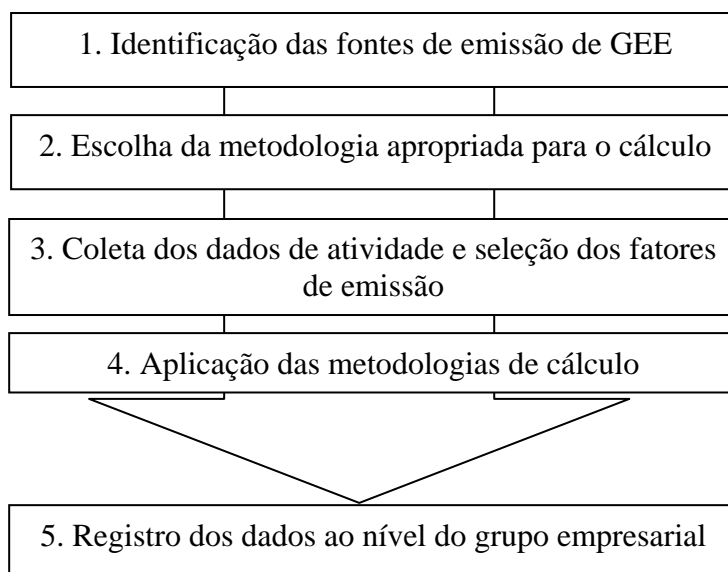 1. Identificação das fontes de emissão de GEE
2. Escolha da metodologia apropriada para o cálculo
3. Coleta dos dados de atividade e seleção dos fatores
de emissão
4. Aplicação das metodologias de cálculo
5. Registro dos dados ao nível do grupo empresarial